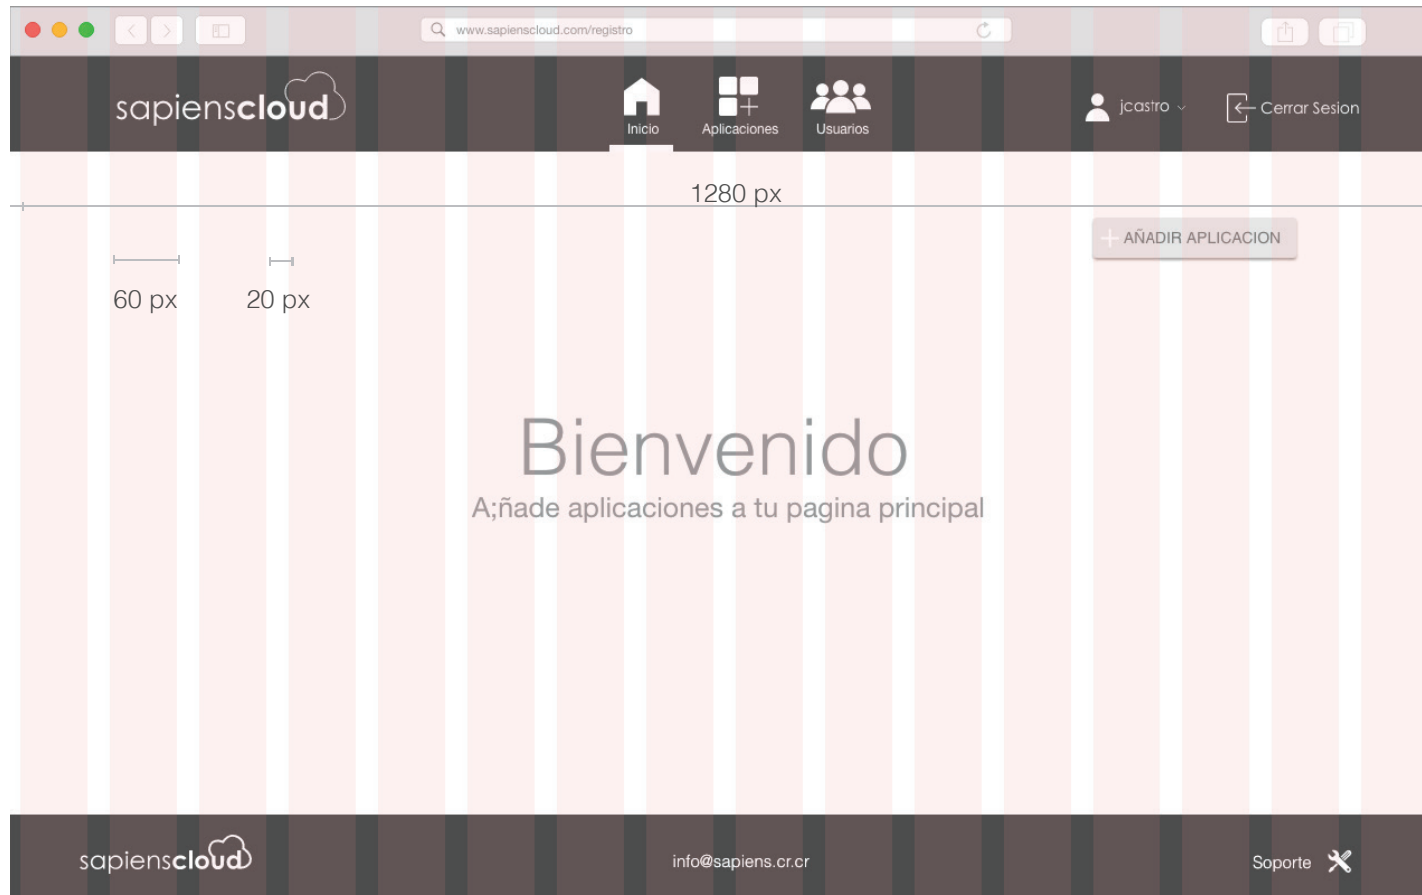 www.sapienscloud.com/registro
sapienscloud
Inicio
Aplicaciones
Usuarios
jcastro
Cerrar Sesion
1280 px
AÑADIR APLICACION
60 px
20 px
Bienvenido
A;ñade aplicaciones a tu pagina principal
sapienscloud
info@sapiens.cr.cr
Soporte